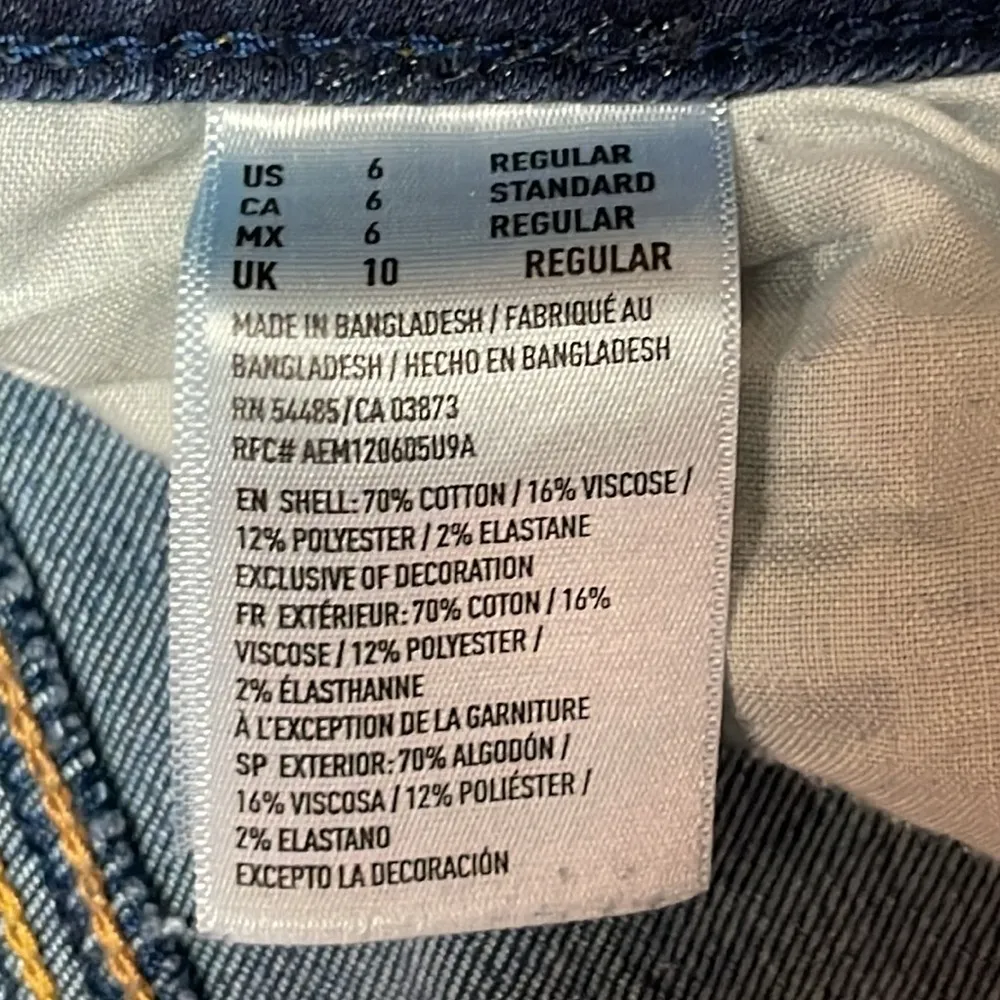 US 6 REGULAR
CA 6 STANDARD
MX 6 REGULAR
UK 10 REGULAR
MADE IN BANGLADESH / FABRIQUÉ AU
BANGLADESH / HECHO EN BANGLADESH
RN 54485/CA 03873
RFC# AEM120605U9A
EN SHELL: 70% COTTON / 16% VISCOSE /
12% POLYESTER / 2% ELASTANE
EXCLUSIVE OF DECORATION
FR EXTÉRIEUR: 70% COTON / 16%
VISCOSE / 12% POLYESTER /
2% ÉLASTHANNE
À L'EXCEPTION DE LA GARNITURE
SP EXTERIOR: 70% ALGODÓN /
16% VISCOSA / 12% POLIÉSTER /
2% ELASTANO
EXCEPTO LA DECORACIÓN